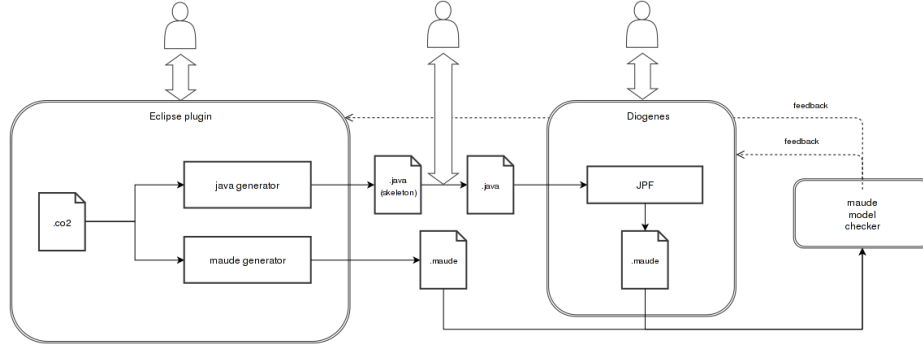 feedback
Eclipse plugin
Diogenes
feedback
java generator
.java
(skeleton)
.java
JPF
.co2
maude
model
checker
maude generator
.maude
.maude